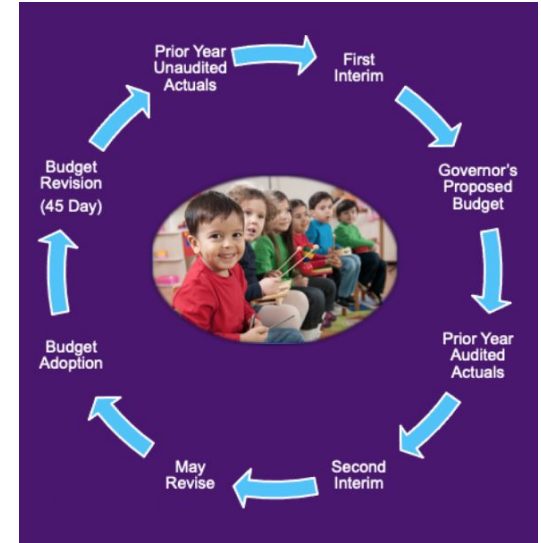 Prior Year
Unaudited
Actuals
First
Interim
Governor's
Proposed
Budget
Prior Year
Audited
Actuals
Second
Interim
May
Revise
Budget
Adoption
Budget
Revision
(45 Day)